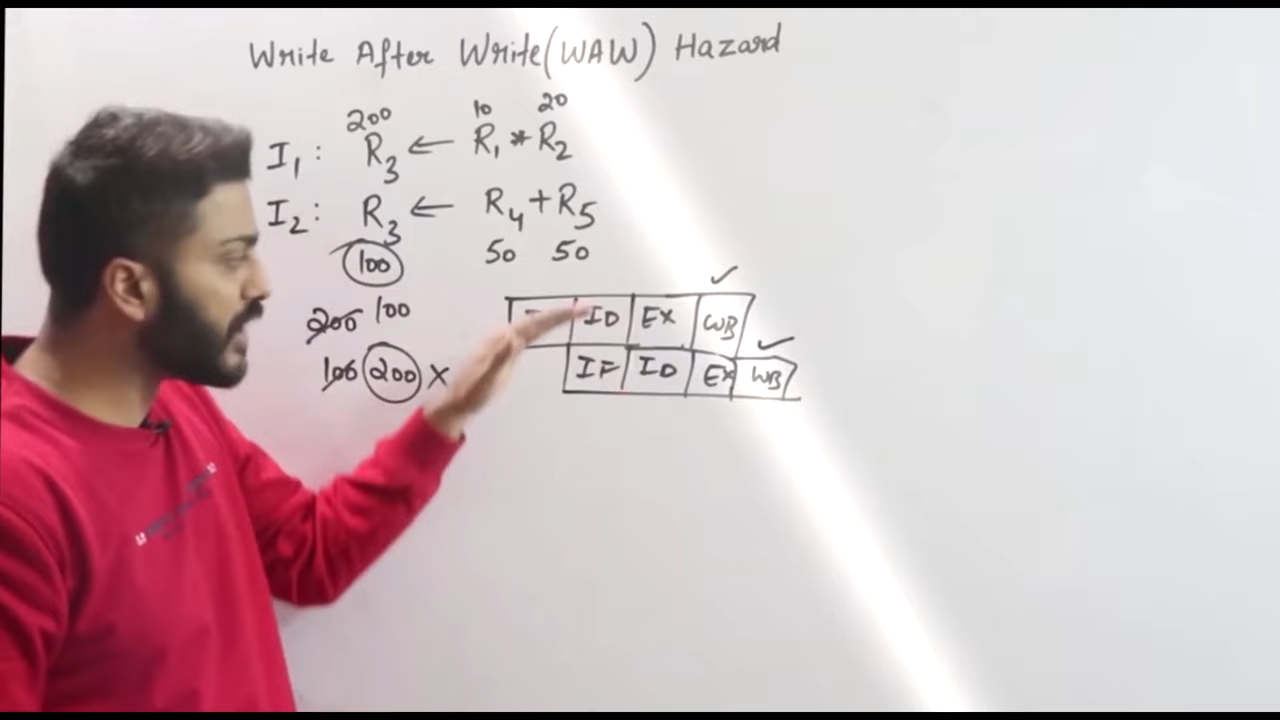 Write After Write (WAW) Hazard
200 10 20
I₁ : R₃ ← R₁ * R₂
I₂ : R₃ ← R₄ + R₅
100 50 50
200 100
100 200 X
ID EX WB
IF ID EX WB